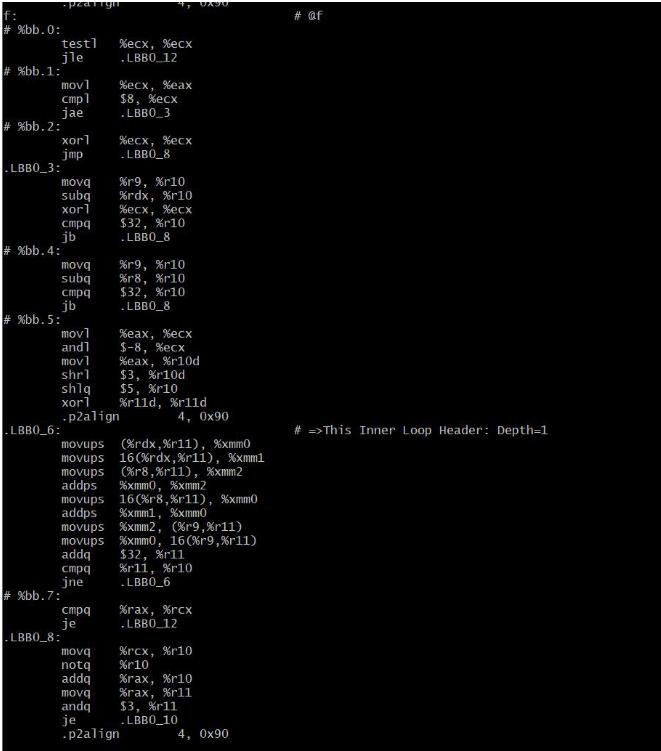 .p2align 4, 0x90
f: # @f
# %bb.0:
testl %ecx, %ecx
jle .LBB0_12
# %bb.1:
movl %ecx, %eax
cmpl $8, %ecx
jae .LBB0_3
# %bb.2:
xorl %ecx, %ecx
jmp .LBB0_8
.LBB0_3:
movq %r9, %r10
subq %rdx, %r10
xorl %ecx, %ecx
cmpq $32, %r10
jb .LBB0_8
# %bb.4:
movq %r9, %r10
subq %r8, %r10
cmpq $32, %r10
jb .LBB0_8
# %bb.5:
movl %eax, %ecx
andl $-8, %ecx
movl %eax, %r10d
shrl $3, %r10d
shlq $5, %r10
xorl %r11d, %r11d
.p2align 4, 0x90
.LBB0_6: # =>This Inner Loop Header: Depth=1
movups (%rdx,%r11), %xmm0
movups 16(%rdx,%r11), %xmm1
movups (%r8,%r11), %xmm2
addps %xmm0, %xmm2
movups 16(%r8,%r11), %xmm0
addps %xmm1, %xmm0
movups %xmm2, (%r9,%r11)
movups %xmm0, 16(%r9,%r11)
addq $32, %r11
cmpq %r11, %r10
jne .LBB0_6
# %bb.7:
cmpq %rax, %rcx
je .LBB0_12
.LBB0_8:
movq %rcx, %r10
notq %r10
addq %rax, %r10
movq %rax, %r11
andq $3, %r11
je .LBB0_10
.p2align 4, 0x90